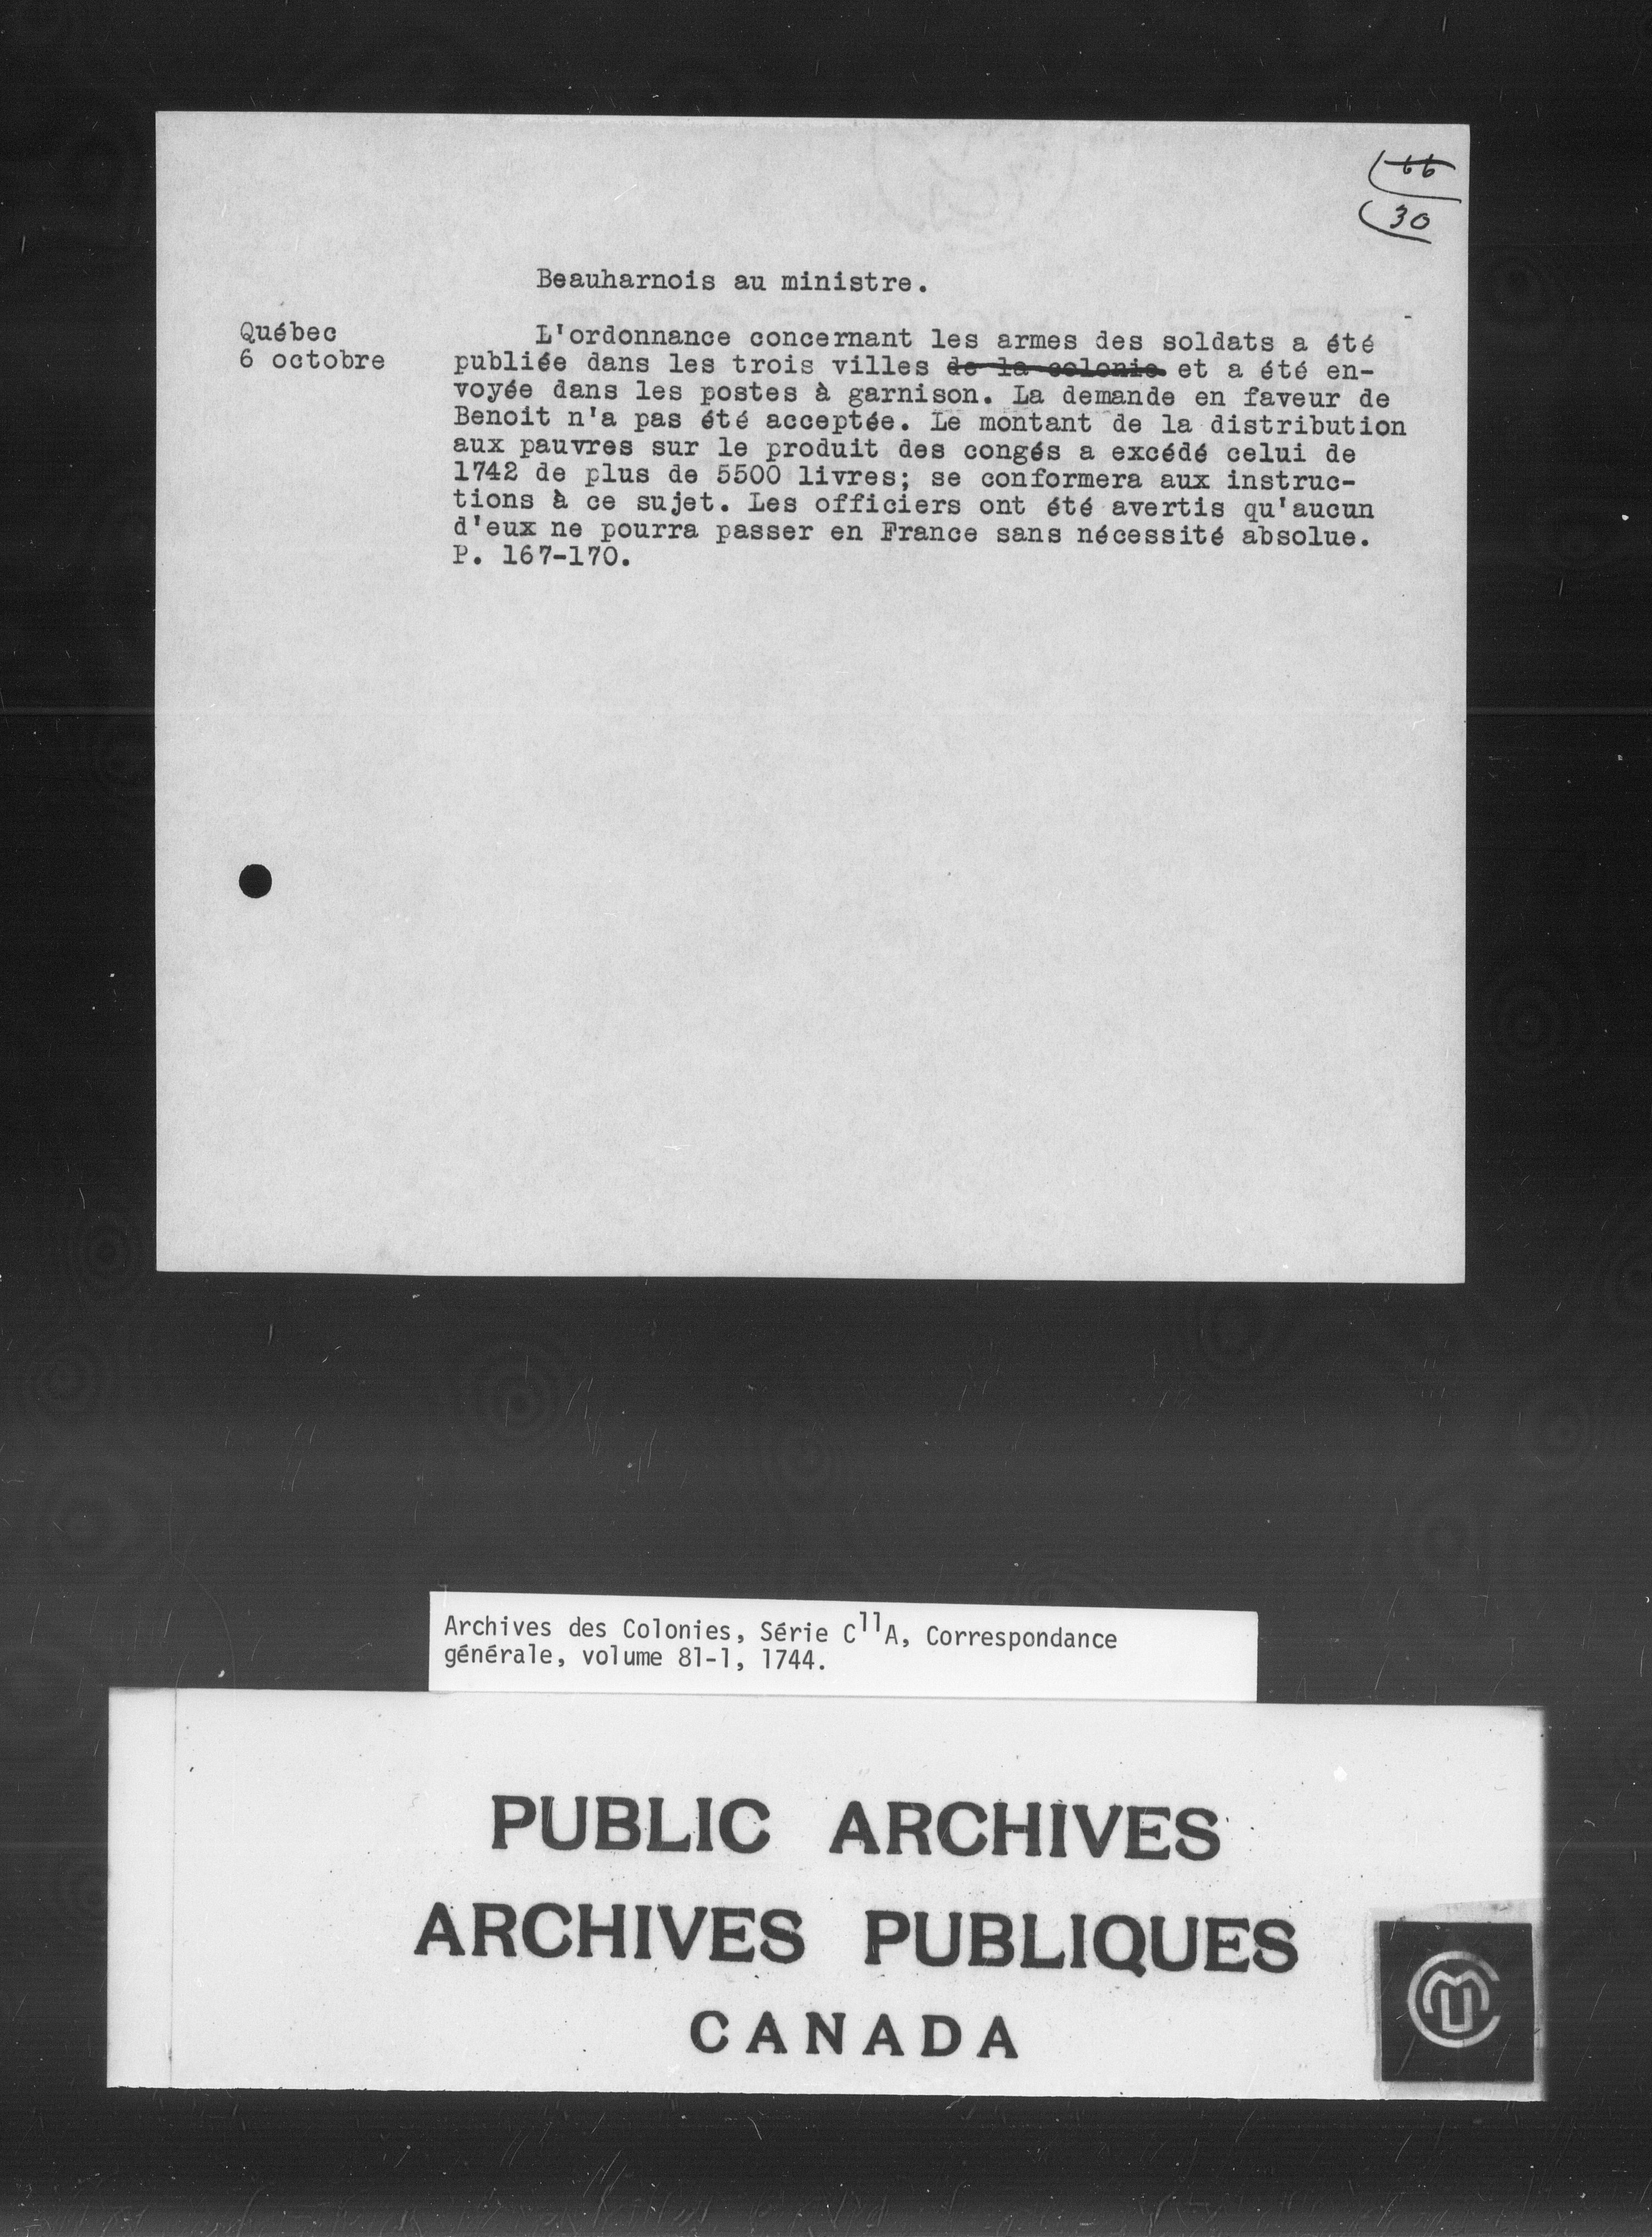 66
30
Beauharnois au ministre.
Québec
6 octobre
L'ordonnance concernant les armes des soldats a été
publiée dans les trois villes de la colonie et a été en-
voyée dans les postes à garnison. La demande en faveur de
Benoit n'a pas été acceptée. Le montant de la distribution
aux pauvres sur le produit des congés a excédé celui de
1742 de plus de 5500 livres; se conformera aux instruc-
tions à ce sujet. Les officiers ont été avertis qu'aucun
d'eux ne pourra passer en France sans nécessité absolue.
P. 167-170.
Archives des Colonies, Série C11A, Correspondance
générale, volume 81-1, 1744.
PUBLIC ARCHIVES
ARCHIVES PUBLIQUES
CANADA